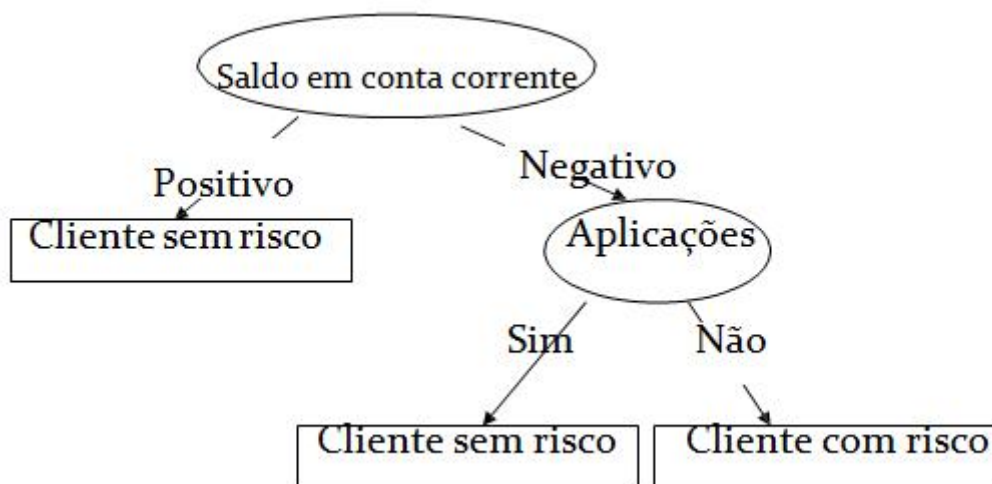 Saldo em conta corrente
Negativo
Positivo
Cliente sem risco
Aplicações
Sim
Não
Cliente sem risco
Cliente com risco